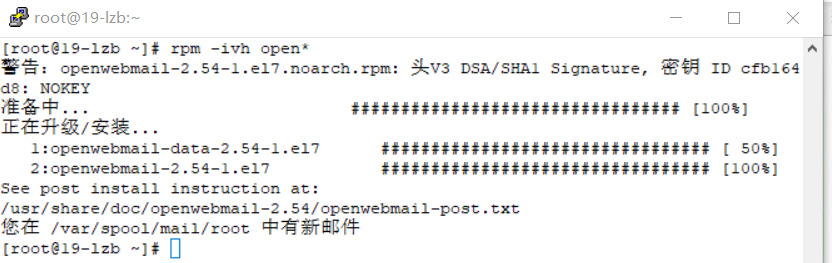 root@19-lzb:~
[root@19-lzb ~]# rpm -ivh open*
警告：openwebmail-2.54-1.el7.noarch.rpm: 头V3 DSA/SHA1 Signature, 密钥 ID cfb164
d8: NOKEY
准备中... ################################# [100%]
正在升级/安装...
1:openwebmail-data-2.54-1.el7 ################################# [ 50%]
2:openwebmail-2.54-1.el7 ################################# [100%]
See post install instruction at:
/usr/share/doc/openwebmail-2.54/openwebmail-post.txt
您在 /var/spool/mail/root 中有新邮件
[root@19-lzb ~]#